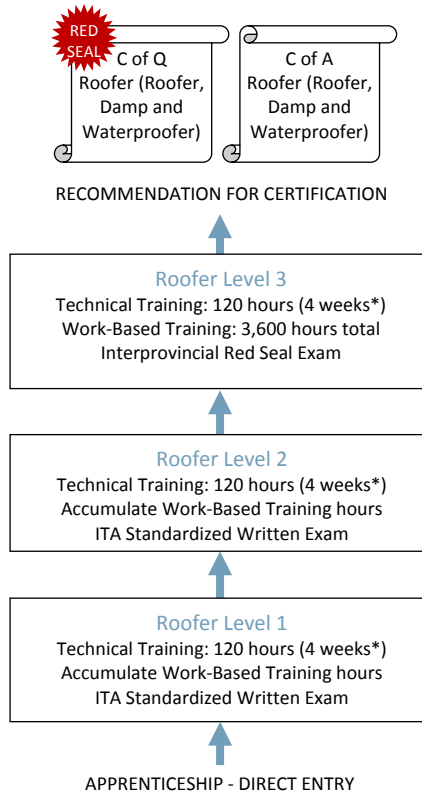 RED
SEAL
C of Q
Roofer (Roofer,
Damp and
Waterproofer)
C of A
Roofer (Roofer,
Damp and
Waterproofer)
RECOMMENDATION FOR CERTIFICATION
Roofer Level 3
Technical Training: 120 hours (4 weeks*)
Work-Based Training: 3,600 hours total
Interprovincial Red Seal Exam
Roofer Level 2
Technical Training: 120 hours (4 weeks*)
Accumulate Work-Based Training hours
ITA Standardized Written Exam
Roofer Level 1
Technical Training: 120 hours (4 weeks*)
Accumulate Work-Based Training hours
ITA Standardized Written Exam
APPRENTICESHIP - DIRECT ENTRY